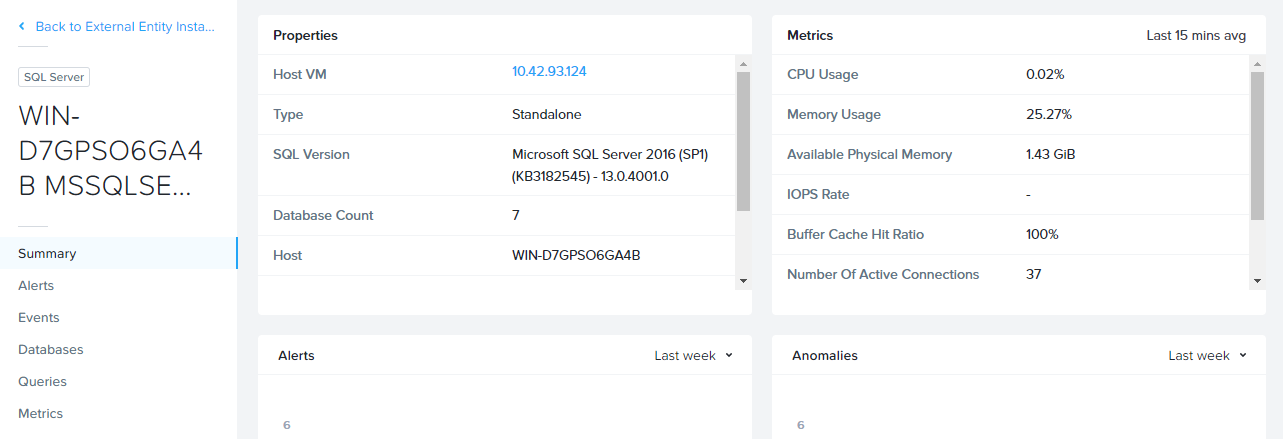 Back to External Entity Insta...
SQL Server
WIN-
D7GPSO6GA4
B MSSQLSE...
Summary
Alerts
Events
Databases
Queries
Metrics
Properties
Host VM 10.42.93.124
Type Standalone
SQL Version Microsoft SQL Server 2016 (SP1)
(KB3182545) - 13.0.4001.0
Database Count 7
Host WIN-D7GPSO6GA4B
Metrics Last 15 mins avg
CPU Usage 0.02%
Memory Usage 25.27%
Available Physical Memory 1.43 GiB
IOPS Rate -
Buffer Cache Hit Ratio 100%
Number Of Active Connections 37
Alerts Last week
6
Anomalies Last week
6